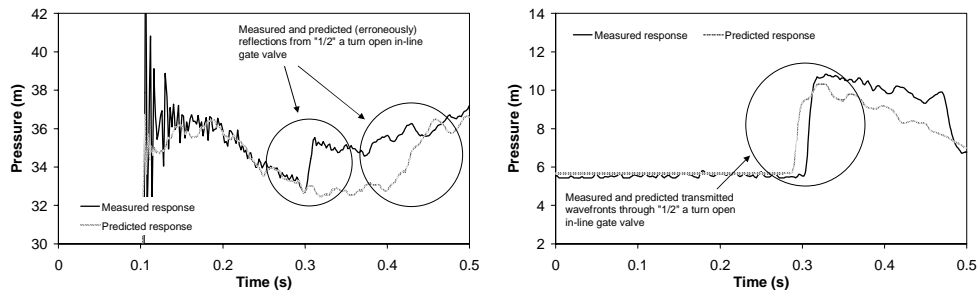 42
40
38
36
34
32
30
Pressure (m)
Measured and predicted (erroneously)
reflections from "1/2" a turn open in-line
gate valve
Measured response
Predicted response
0
0.1
0.2
0.3
0.4
0.5
Time (s)
14
12
10
8
6
4
2
Pressure (m)
Measured response
Predicted response
Measured and predicted transmitted
wavefronts through "1/2" a turn open
in-line gate valve
0
0.1
0.2
0.3
0.4
0.5
Time (s)